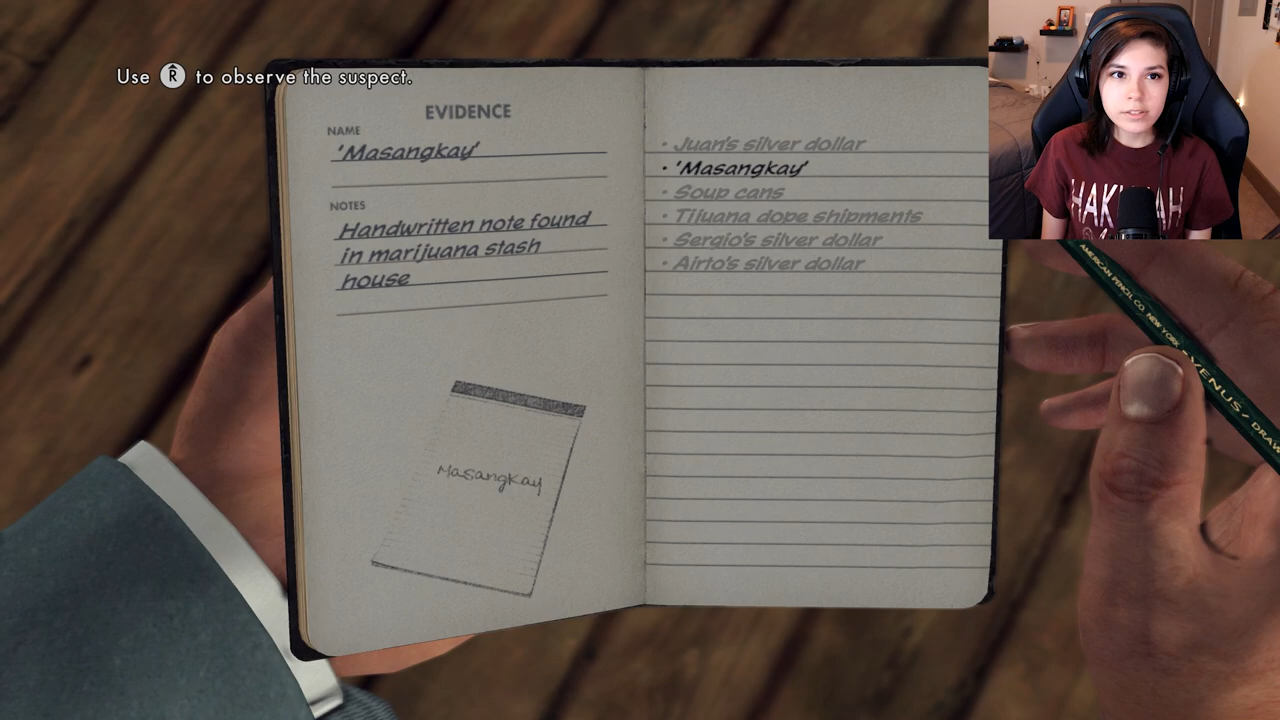 Use R to observe the suspect.
EVIDENCE
NAME
'Masangkay'
NOTES
Handwritten note found
in marijuana stash
house
Masangkay
• Juan's silver dollar
• 'Masangkay'
• Soup cans
• Tijuana dope shipments
• Sergio's silver dollar
• Airto's silver dollar
AMERICAN PENCIL CO. NEW YORK
VENUS
DRAW